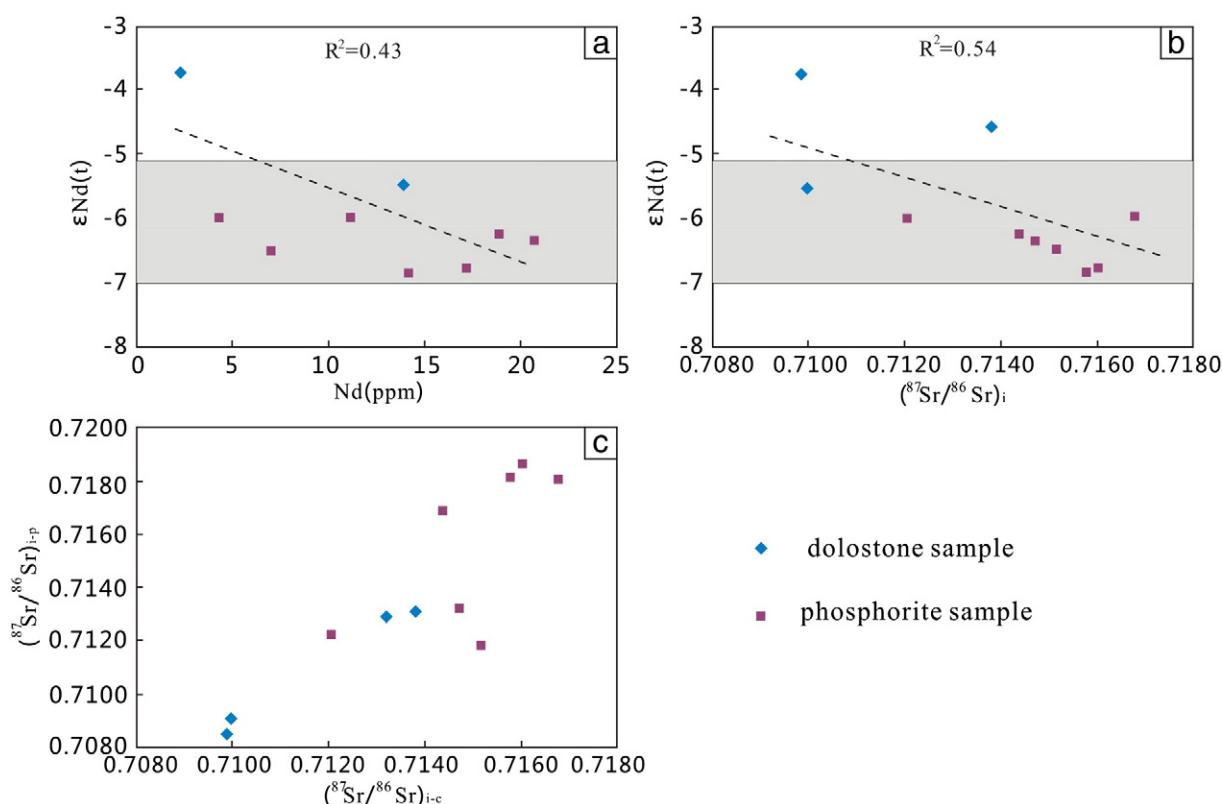 R²=0.43
a
-3
-4
-5
-6
-7
-8
εNd(t)
0 5 10 15 20 25
Nd(ppm)
R²=0.54
b
-3
-4
-5
-6
-7
-8
εNd(t)
0.7080 0.7100 0.7120 0.7140 0.7160 0.7180
(⁸⁷Sr/⁸⁶Sr)i
c
0.7200
0.7180
0.7160
0.7140
0.7120
0.7100
0.7080
(⁸⁷Sr/⁸⁶Sr)i-p
0.7080 0.7100 0.7120 0.7140 0.7160 0.7180
(⁸⁷Sr/⁸⁶Sr)i-c
dolostone sample
phosphorite sample